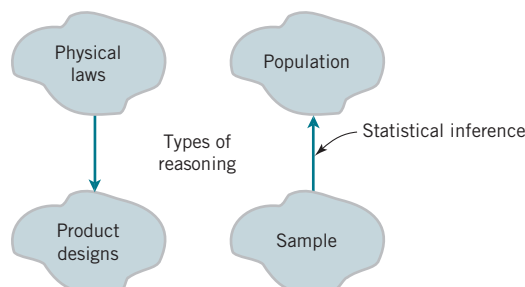 Physical
laws
Population
Types of
reasoning
Statistical inference
Product
designs
Sample